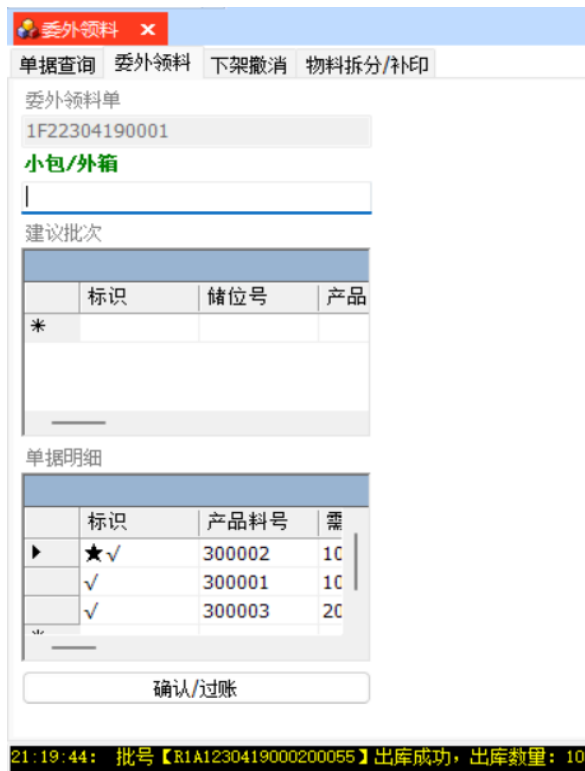 委外领料 ×
单据查询 委外领料 下架撤消 物料拆分/补印
委外领料单
1F22304190001
小包/外箱
建议批次
标识 储位号 产品
*
单据明细
标识 产品料号 需
★√ 300002 10
√ 300001 10
√ 300003 20
*
确认/过账
21:19:44: 批号【R1A1230419000200055】出库成功，出库数量：10